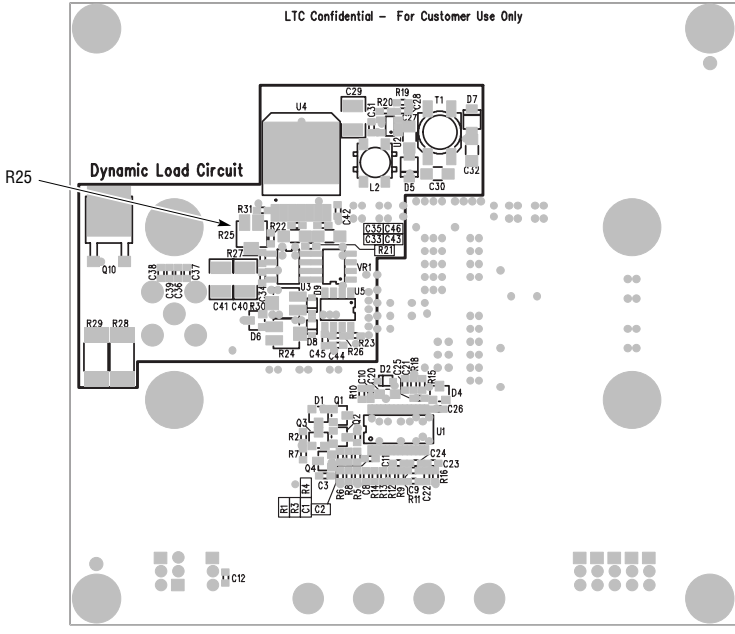 LTC Confidential – For Customer Use Only
C29
U4
C31
R20
R19
C28
C27
U2
T1
D7
L2
D5
C30
C32
Dynamic Load Circuit
R25
R31
R25
R22
C42
C35 C46
C33 C43
R21
Q10
R27
C38
C39
C36
C37
C41
C40
C34
R30
U3
D9
VR1
U5
R29
R28
D6
R24
D8
C45
C44
R26
R23
R10
C10
C20
D2
C25
C21
R18
R15
D4
C26
D1
Q1
Q3
Q2
R2
R7
Q4
U1
C11
C24
C23
C3
R4
R1
R3
C1
C2
R6
R8
R5
C8
R14
R13
R12
R9
C9
R11
C22
R16
C12